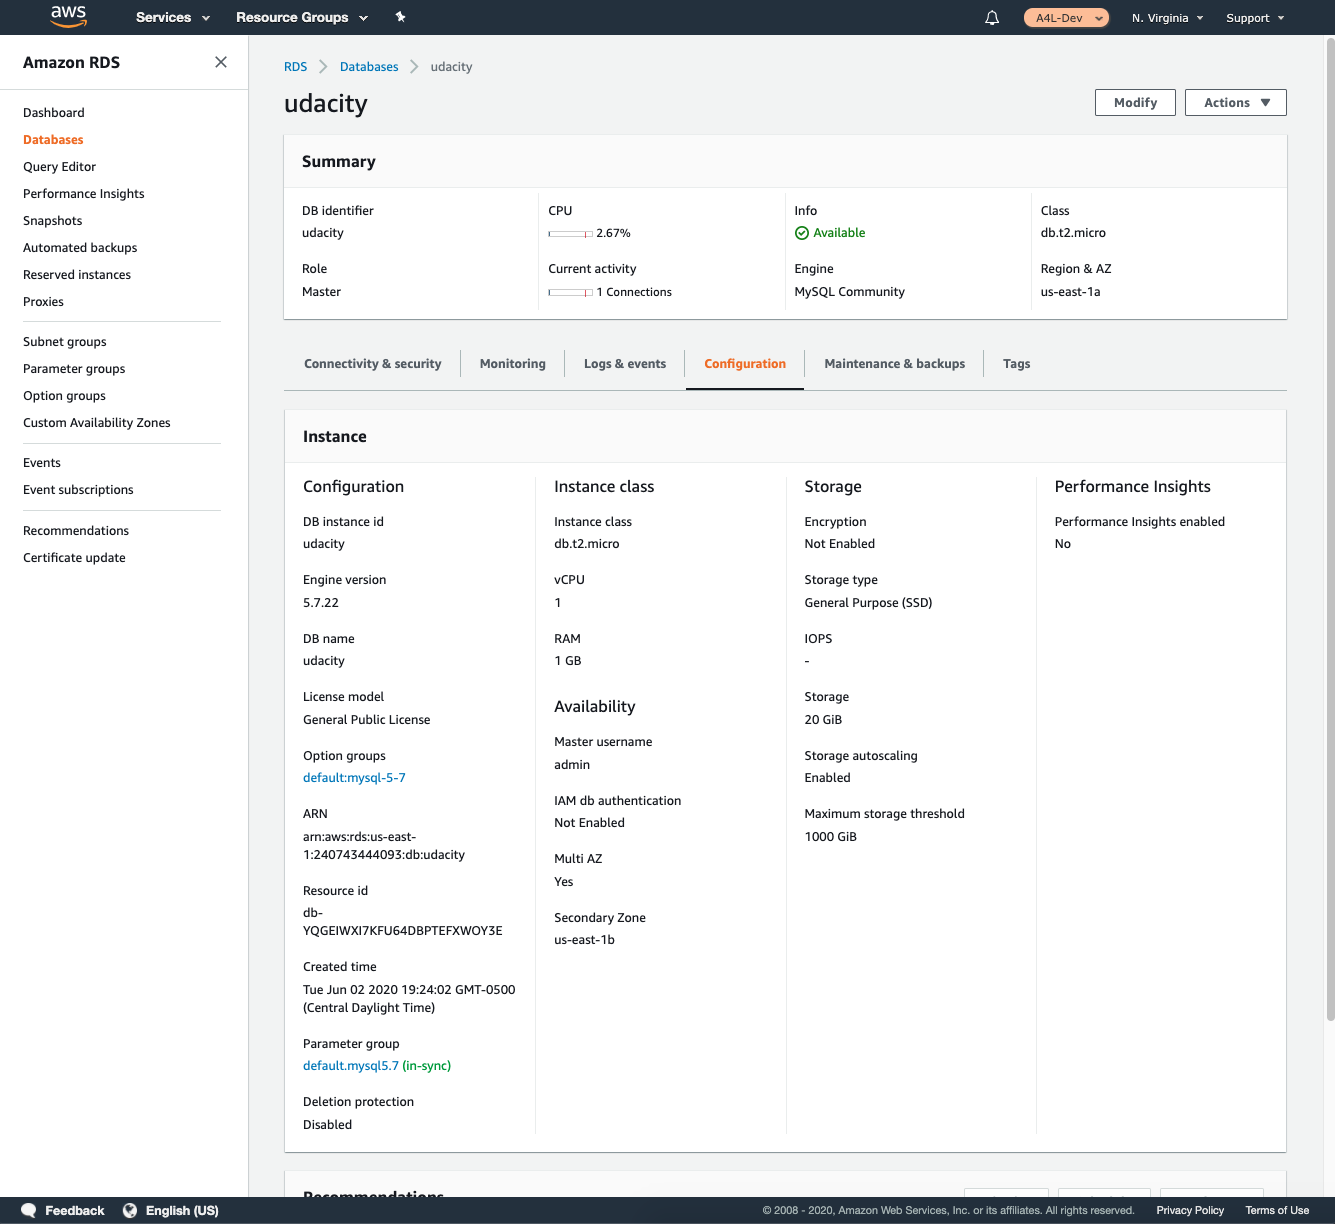 aws
Services
Resource Groups
A4L-Dev
N. Virginia
Support
Amazon RDS
Dashboard
Databases
Query Editor
Performance Insights
Snapshots
Automated backups
Reserved instances
Proxies
Subnet groups
Parameter groups
Option groups
Custom Availability Zones
Events
Event subscriptions
Recommendations
Certificate update
RDS
Databases
udacity
udacity
Modify
Actions
Summary
DB identifier
udacity
CPU
2.67%
Info
Available
Class
db.t2.micro
Role
Master
Current activity
1 Connections
Engine
MySQL Community
Region & AZ
us-east-1a
Connectivity & security
Monitoring
Logs & events
Configuration
Maintenance & backups
Tags
Instance
Configuration
DB instance id
udacity
Engine version
5.7.22
DB name
udacity
License model
General Public License
Option groups
default:mysql-5-7
ARN
arn:aws:rds:us-east-
1:240743444093:db:udacity
Resource id
db-
YQGEIWXI7KFU64DBPTEFXWOY3E
Created time
Tue Jun 02 2020 19:24:02 GMT-0500
(Central Daylight Time)
Parameter group
default.mysql5.7 (in-sync)
Deletion protection
Disabled
Instance class
Instance class
db.t2.micro
vCPU
1
RAM
1 GB
Availability
Master username
admin
IAM db authentication
Not Enabled
Multi AZ
Yes
Secondary Zone
us-east-1b
Storage
Encryption
Not Enabled
Storage type
General Purpose (SSD)
IOPS
-
Storage
20 GiB
Storage autoscaling
Enabled
Maximum storage threshold
1000 GiB
Performance Insights
Performance Insights enabled
No
Recommendations
Feedback
English (US)
© 2008 - 2020, Amazon Web Services, Inc. or its affiliates. All rights reserved.
Privacy Policy
Terms of Use